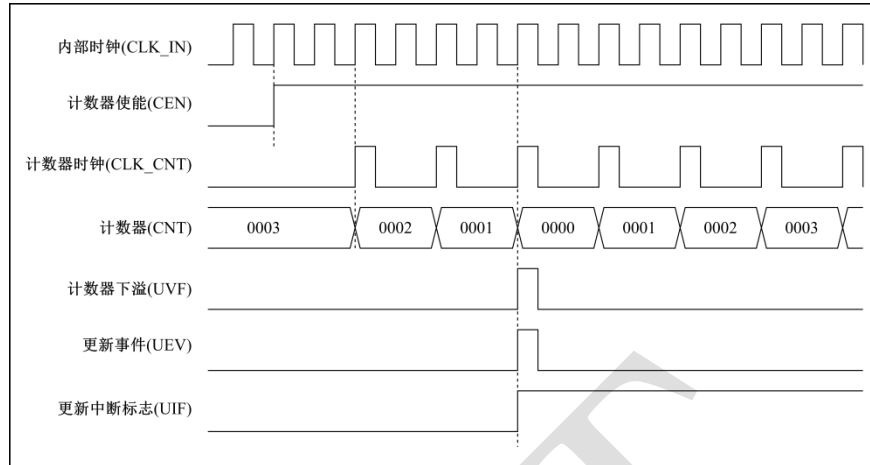 内部时钟(CLK_IN)
计数器使能(CEN)
计数器时钟(CLK_CNT)
计数器(CNT) 0003 0002 0001 0000 0001 0002 0003
计数器下溢(UVF)
更新事件(UEV)
更新中断标志(UIF)